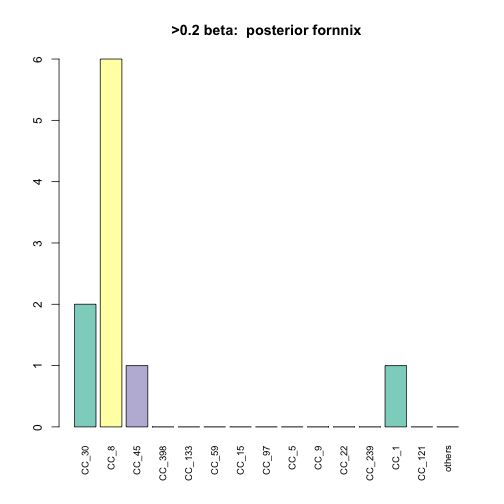 >0.2 beta:  posterior fornnix
6
5
4
3
2
1
0
CC_30
CC_8
CC_45
CC_398
CC_133
CC_59
CC_15
CC_97
CC_5
CC_9
CC_22
CC_239
CC_1
CC_121
others